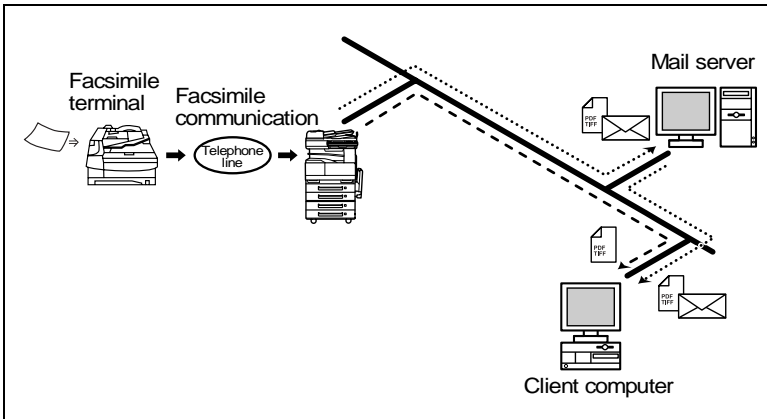 Facsimile
terminal
Facsimile
communication
Telephone
line
Mail server
PDF
TIFF
PDF
TIFF
PDF
TIFF
Client computer